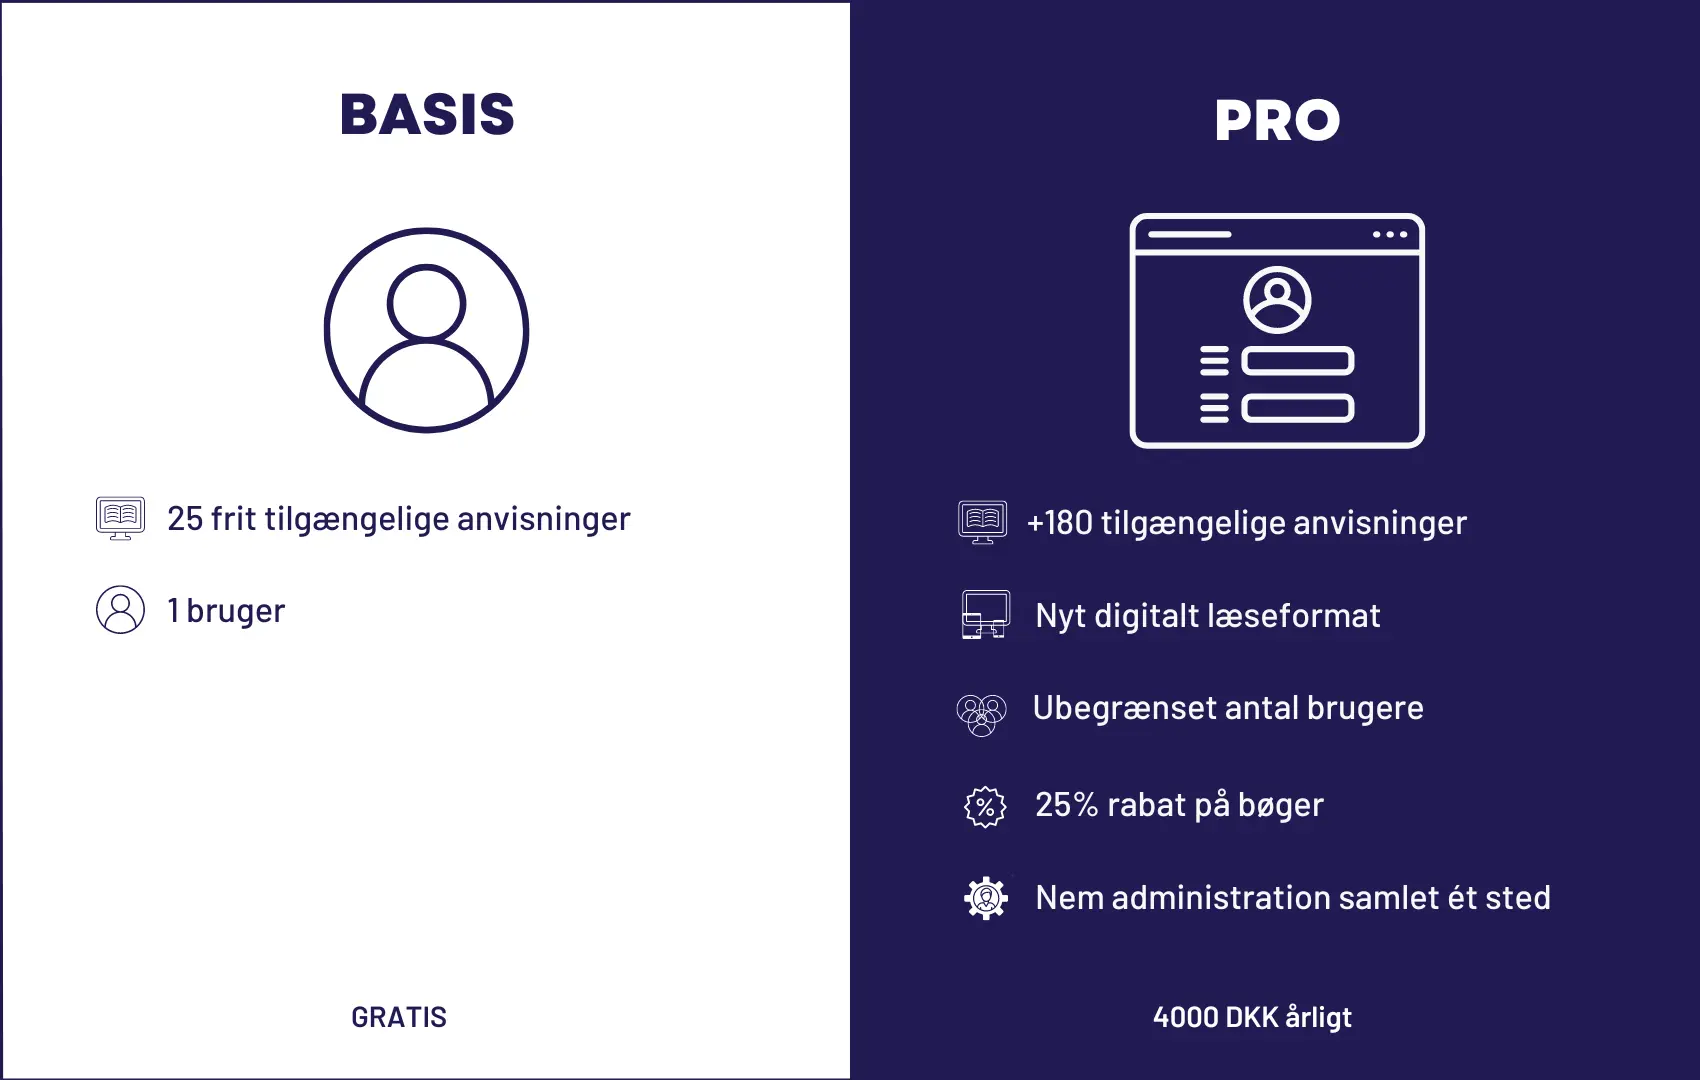 BASIS
25 frit tilgængelige anvisninger
1 bruger
GRATIS
PRO
+180 tilgængelige anvisninger
Nyt digitalt læseformat
Ubegrænset antal brugere
%
25% rabat på bøger
Nem administration samlet ét sted
4000 DKK årligt